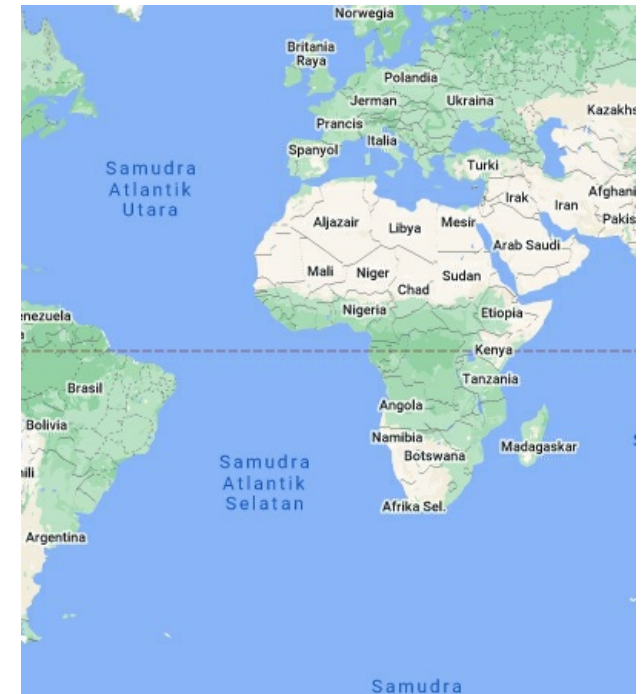 Norwegia
Britania
Raya
Polandia
Jerman
Ukraina
Kazakhs
Prancis
Italia
Spanyol
Turki
Samudra
Atlantik
Utara
Afghani
Irak
Iran
Pakis
Aljazair
Libya
Mesir
Arab Saudi
Mali
Niger
Sudan
Chad
enezuela
Nigeria
Etiopia
a
Kenya
Brasil
Tanzania
Angola
Bolivia
Namibia
Madagaskar
Botswana
Samudra
Atlantik
Selatan
ili
Afrika Sel.
Argentina
Samudra